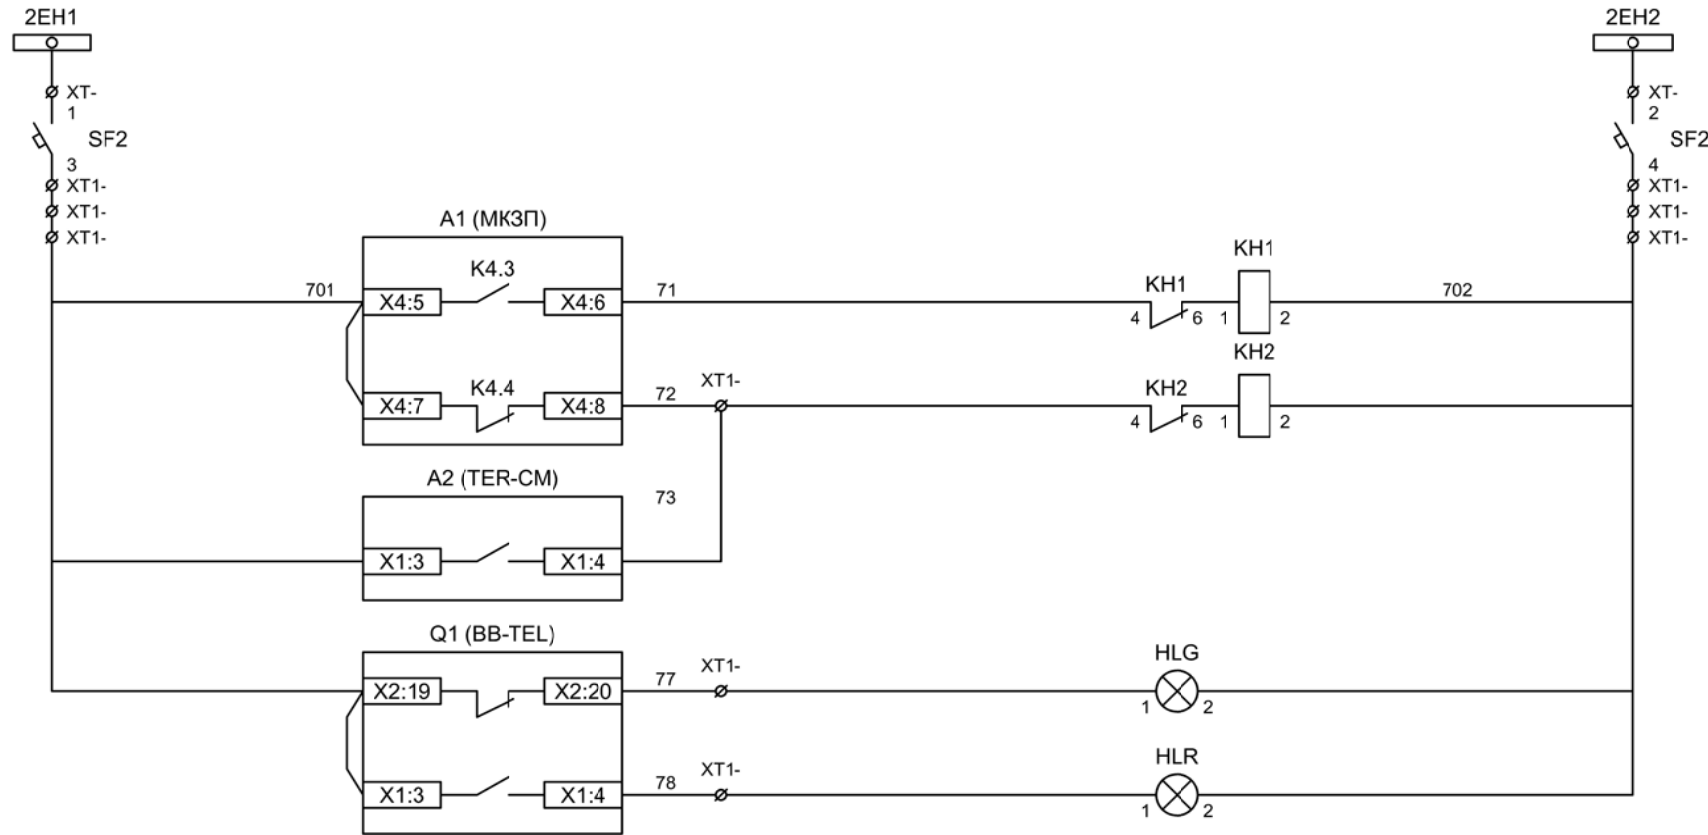 2EH1
2EH2
XT-
1
SF2
3
XT1-
XT1-
XT1-
XT-
2
SF2
4
XT1-
XT1-
XT1-
A1 (МКЗП)
701
X4:5
K4.3
X4:6
71
KH1
4
6
KH1
1
2
702
X4:7
K4.4
X4:8
72
XT1-
KH2
4
6
KH2
1
2
A2 (TER-CM)
73
X1:3
X1:4
Q1 (BB-TEL)
X2:19
X2:20
77
XT1-
HLG
1
2
X1:3
X1:4
78
XT1-
HLR
1
2